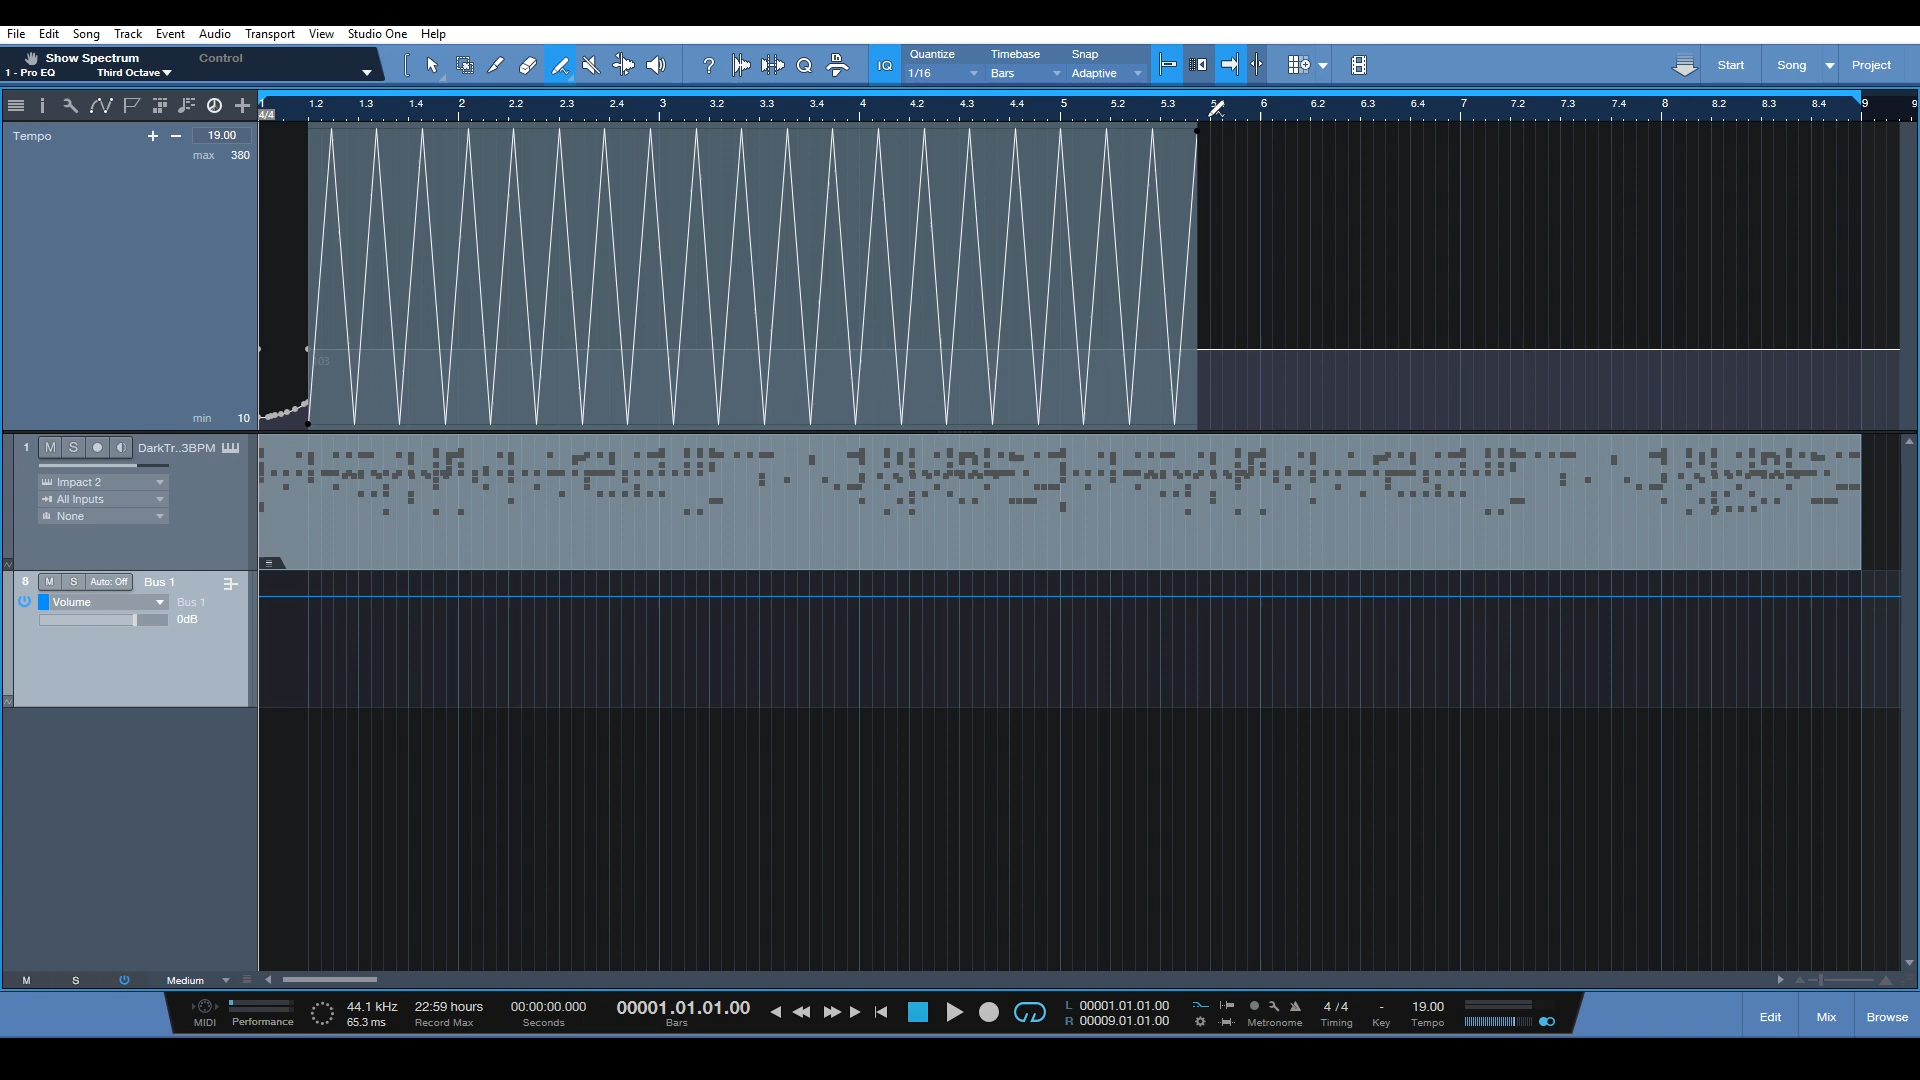 File Edit Song Track Event Audio Transport View Studio One Help
Show Spectrum Control
1 - Pro EQ Third Octave
Quantize Timebase Snap
1/16 Bars Adaptive
IQ
Start Song Project
1 1.2 1.3 1.4 2 2.2 2.3 2.4 3 3.2 3.3 3.4 4 4.2 4.3 4.4 5 5.2 5.3 6 6.2 6.3 6.4 7 7.2 7.3 7.4 8 8.2 8.3 8.4 9 9
4/4
Tempo + − 19.00
max 380
03
min 10
1 M S DarkTr..3BPM
Impact 2
All Inputs
None
8 M S Auto: Off Bus 1
Volume Bus 1
0dB
M S Medium
MIDI Performance
44.1 kHz
65.3 ms
22:59 hours
Record Max
00:00:00.000
Seconds
00001.01.01.00
Bars
L 00001.01.01.00
R 00009.01.01.00
Metronome
4 / 4
Timing
-
Key
19.00
Tempo
Edit Mix Browse